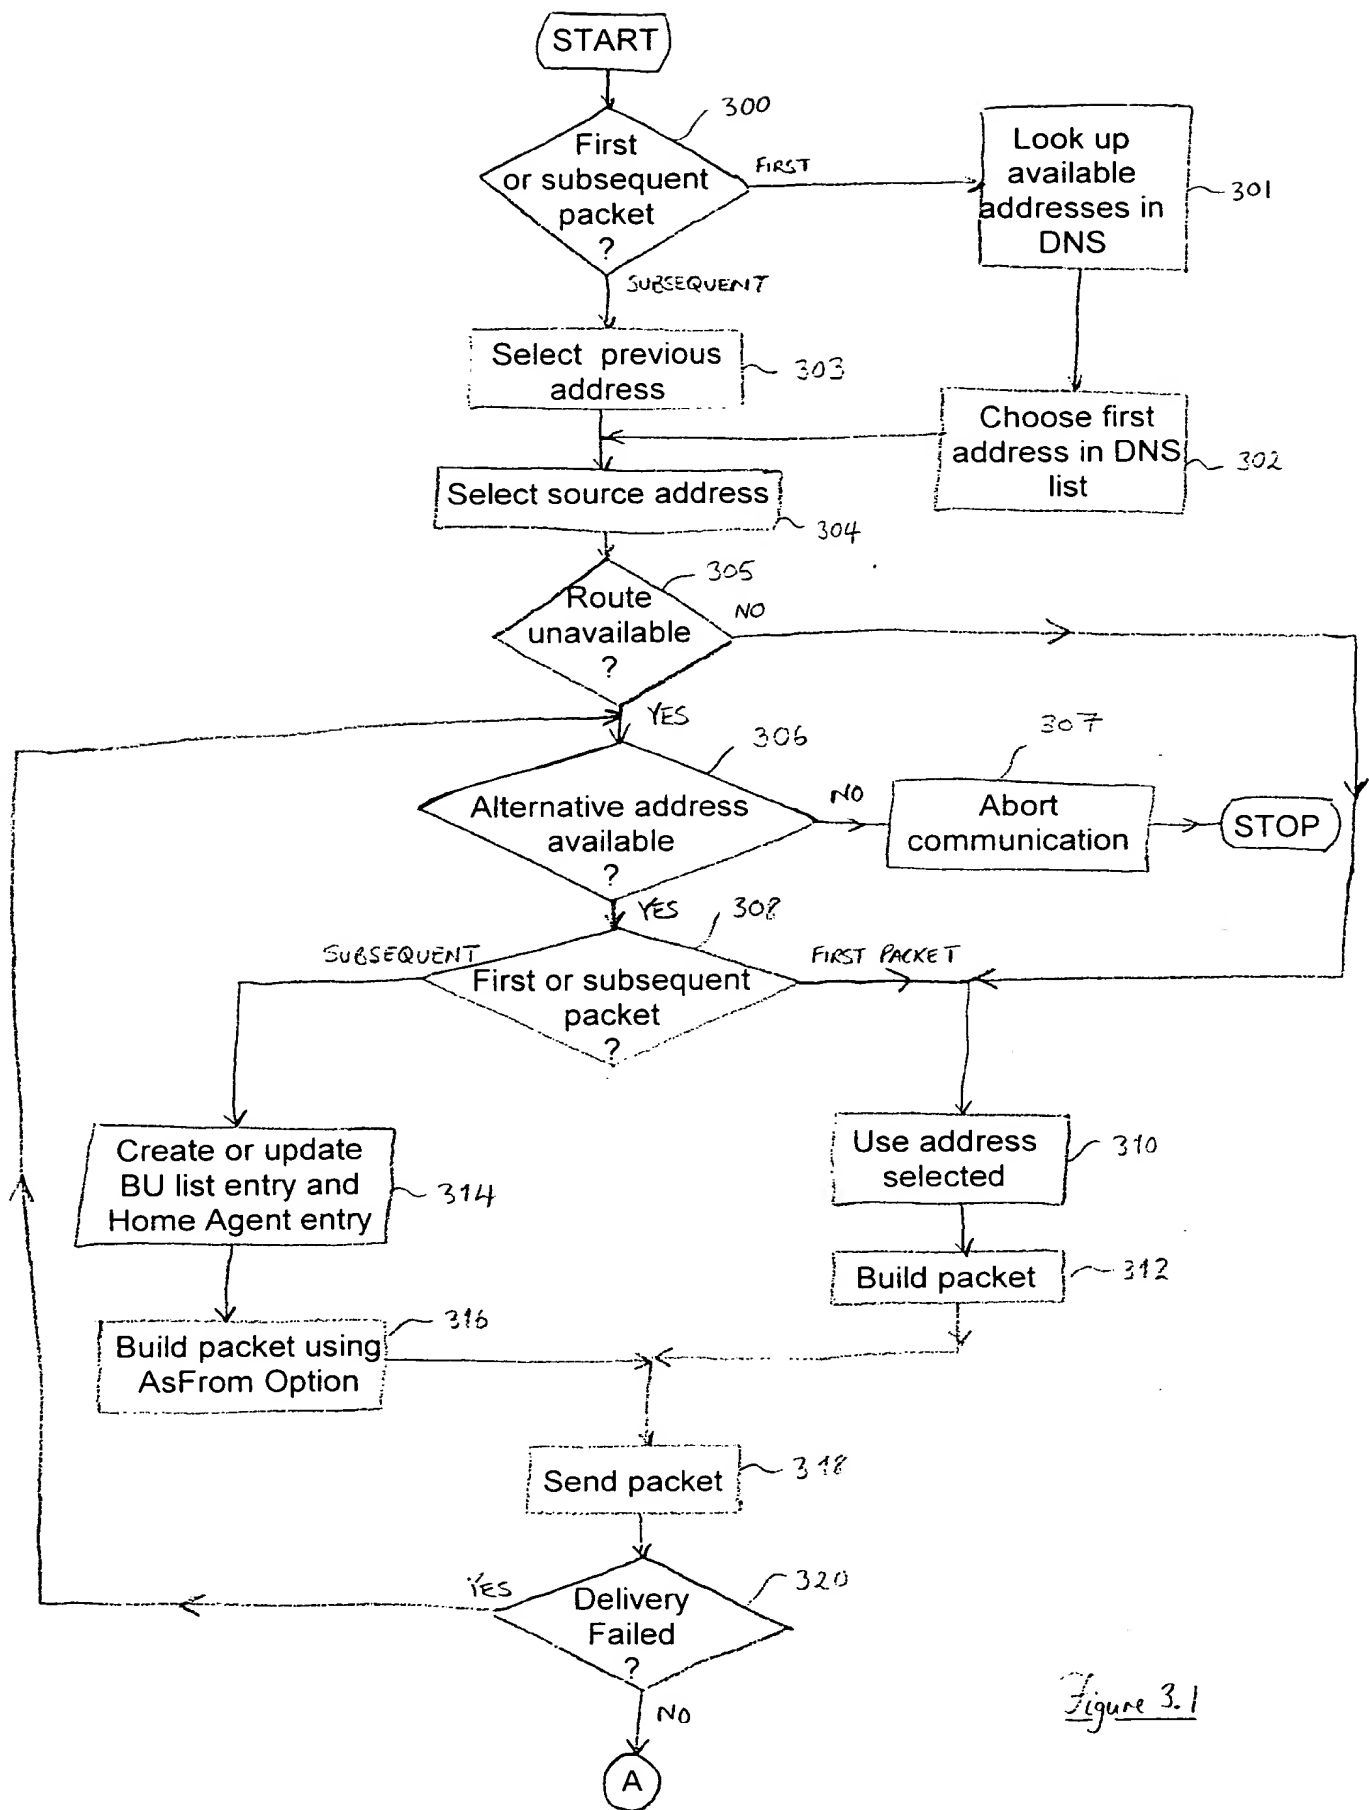 START
300
First
or subsequent
packet
?
FIRST
Look up
available
addresses in
DNS
301
SUBSEQUENT
Select previous
address
303
Choose first
address in DNS
list
302
Select source address
304
305
Route
unavailable
?
NO
YES
306
307
Alternative address
available
?
NO
Abort
communication
STOP
YES
308
SUBSEQUENT
First or subsequent
packet
?
FIRST PACKET
Create or update
BU list entry and
Home Agent entry
314
Use address
selected
310
Build packet
312
316
Build packet using
AsFrom Option
Send packet
318
YES
320
Delivery
Failed
?
NO
A
Figure 3.1